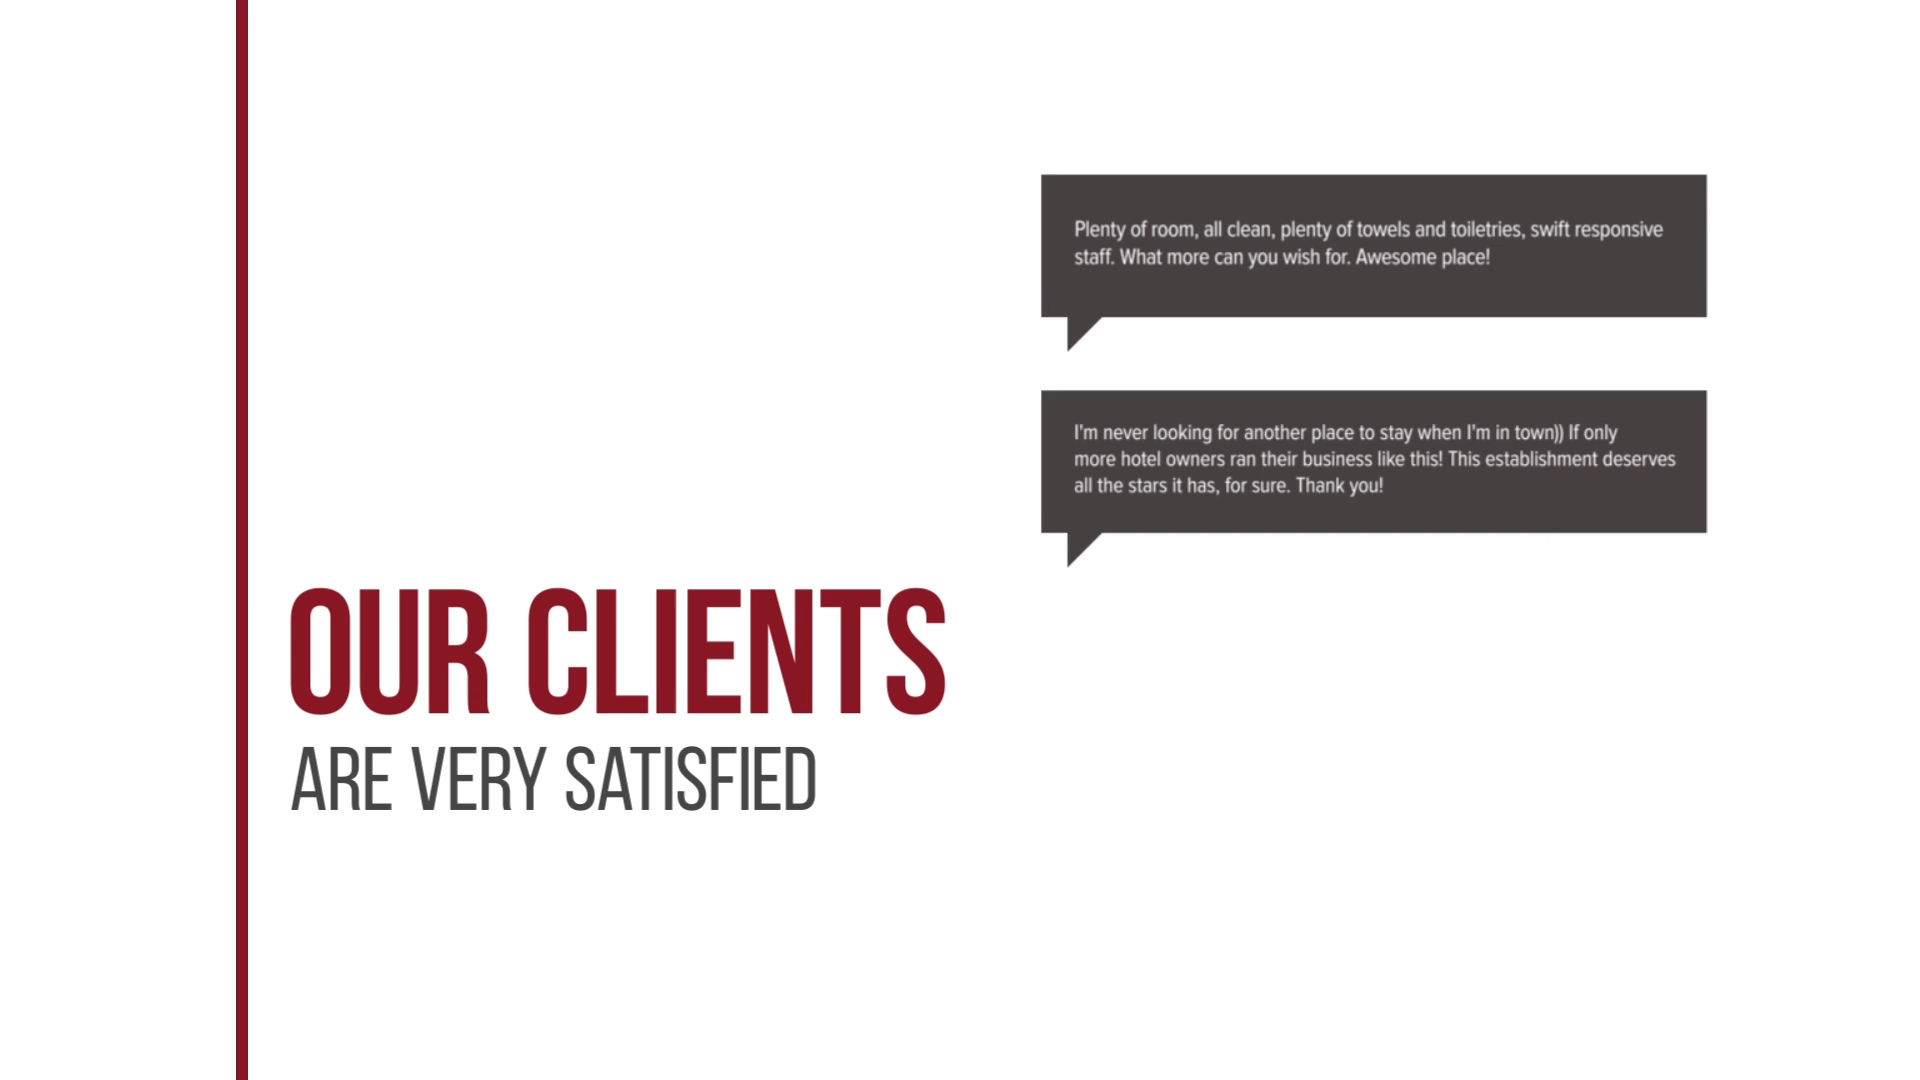 Plenty of room, all clean, plenty of towels and toiletries, swift responsive
staff. What more can you wish for. Awesome place!
I'm never looking for another place to stay when I'm in town)) If only
more hotel owners ran their business like this! This establishment deserves
all the stars it has, for sure. Thank you!
OUR CLIENTS
ARE VERY SATISFIED